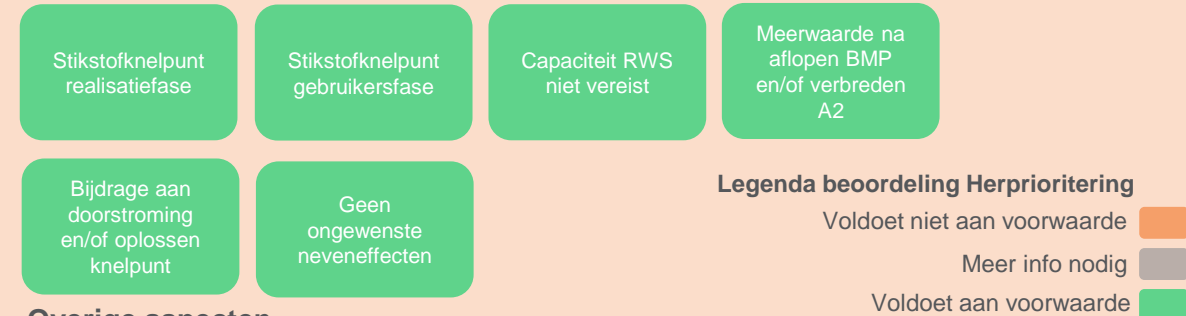 Stikstofknelpunt
realisatiefase
Stikstofknelpunt
gebruikersfase
Capaciteit RWS
niet vereist
Meerwaarde na
aflopen BMP
en/of verbreden
A2
Bijdrage aan
doorstroming
en/of oplossen
knelpunt
Geen
ongewenste
neveneffecten
Legenda beoordeling Herprioritering
Voldoet niet aan voorwaarde
Meer info nodig
Voldoet aan voorwaarde
Overige aspecten